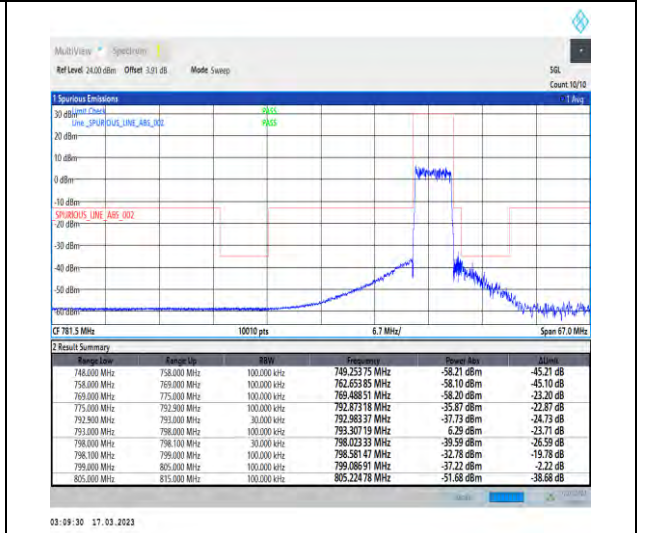 MultiView Spectrum
Ref Level 24.00 dBm Offset 3.91 dB Mode Sweep SGL
Count 10/10
1 Spurious Emissions 1 Avg
30 dBm Limit Check PASS
Line _SPURIOUS_LINE_ABS_002 PASS
20 dBm
10 dBm
0 dBm
-10 dBm
_SPURIOUS_LINE_ABS_002
-20 dBm
-30 dBm
-40 dBm
-50 dBm
-60 dBm
CF 781.5 MHz 10010 pts 6.7 MHz/ Span 67.0 MHz
2 Result Summary
Range Low Range Up RBW Frequency Power Abs ΔLimit
748.000 MHz 758.000 MHz 100.000 kHz 749.25375 MHz -58.21 dBm -45.21 dB
758.000 MHz 769.000 MHz 100.000 kHz 762.65385 MHz -58.10 dBm -45.10 dB
769.000 MHz 775.000 MHz 100.000 kHz 769.48851 MHz -58.20 dBm -23.20 dB
775.000 MHz 792.900 MHz 100.000 kHz 792.87318 MHz -35.87 dBm -22.87 dB
792.900 MHz 793.000 MHz 30.000 kHz 792.98337 MHz -37.73 dBm -24.73 dB
793.000 MHz 798.000 MHz 100.000 kHz 793.30719 MHz 6.29 dBm -23.71 dB
798.000 MHz 798.100 MHz 30.000 kHz 798.02333 MHz -39.59 dBm -26.59 dB
798.100 MHz 799.000 MHz 100.000 kHz 798.58147 MHz -32.78 dBm -19.78 dB
799.000 MHz 805.000 MHz 100.000 kHz 799.08691 MHz -37.22 dBm -2.22 dB
805.000 MHz 815.000 MHz 100.000 kHz 805.22478 MHz -51.68 dBm -38.68 dB
03:09:30 17.03.2023